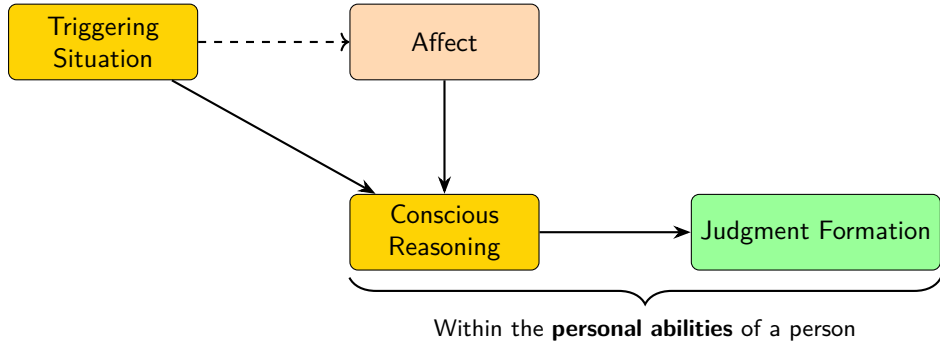 Triggering
Situation
Affect
Conscious
Reasoning
Judgment Formation
Within the personal abilities of a person